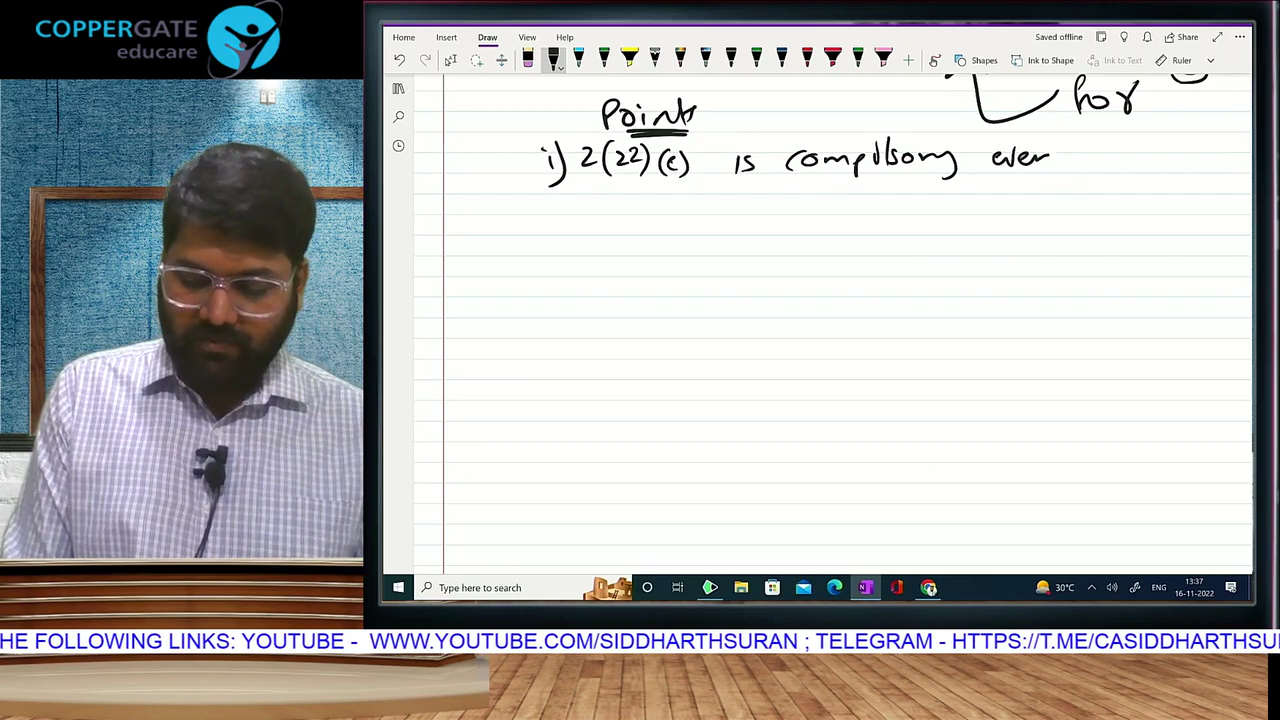 COPPERGATE
educare
Home Insert Draw View Help
Saved offline
Share
Shapes Ink to Shape Ink to Text Ruler
for
Points
i) 2(22)(e) is compulsory even
Type here to search
30°C
ENG
13:37
16-11-2022
HE FOLLOWING LINKS: YOUTUBE - WWW.YOUTUBE.COM/SIDDHARTHSURAN ; TELEGRAM - HTTPS://T.ME/CASIDDHARTHSU